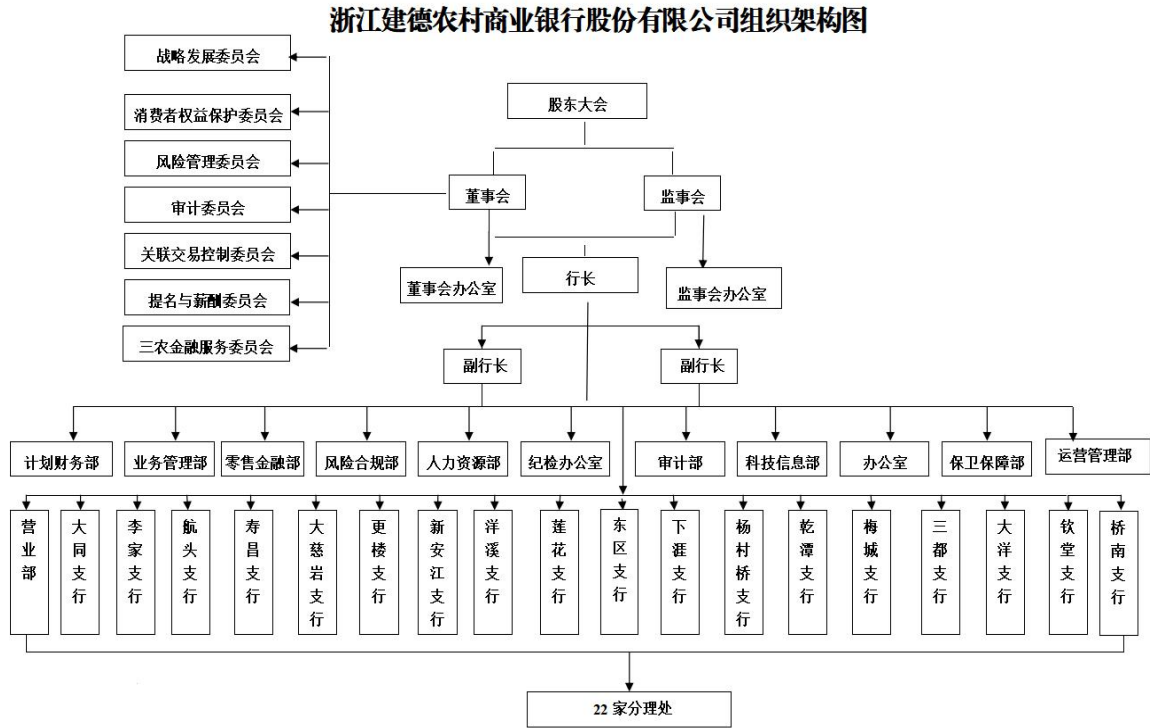 浙江建德农村商业银行股份有限公司组织架构图
战略发展委员会
消费者权益保护委员会
风险管理委员会
审计委员会
关联交易控制委员会
提名与薪酬委员会
三农金融服务委员会
股东大会
董事会
监事会
董事会办公室
行长
监事会办公室
副行长
副行长
计划财务部
业务管理部
零售金融部
风险合规部
人力资源部
纪检办公室
审计部
科技信息部
办公室
保卫保障部
运营管理部
营业部
大同支行
李家支行
航头支行
寿昌支行
大慈岩支行
更楼支行
新安江支行
洋溪支行
莲花支行
东区支行
下涯支行
杨村桥支行
乾潭支行
梅城支行
三都支行
大洋支行
钦堂支行
桥南支行
22 家分理处